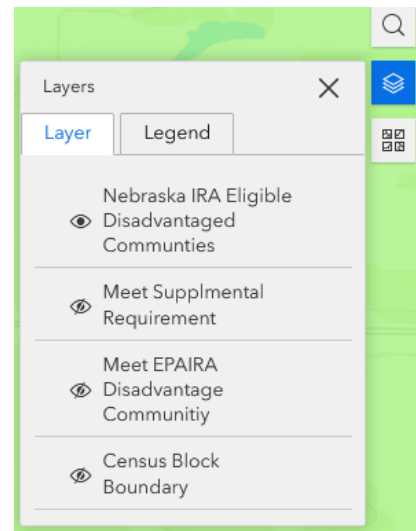 Layers
Layer
Legend
Nebraska IRA Eligible
Disadvantaged
Communties
Meet Supplmental
Requirement
Meet EPAIRA
Disadvantage
Communitiy
Census Block
Boundary